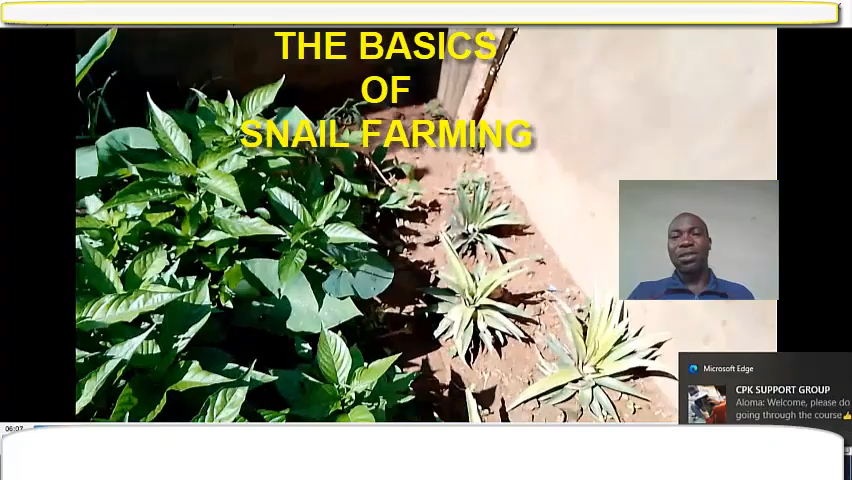 THE BASICS
OF
SNAIL FARMING
Microsoft Edge
CPK SUPPORT GROUP
Aloma: Welcome, please do
going through the course👍
06:07